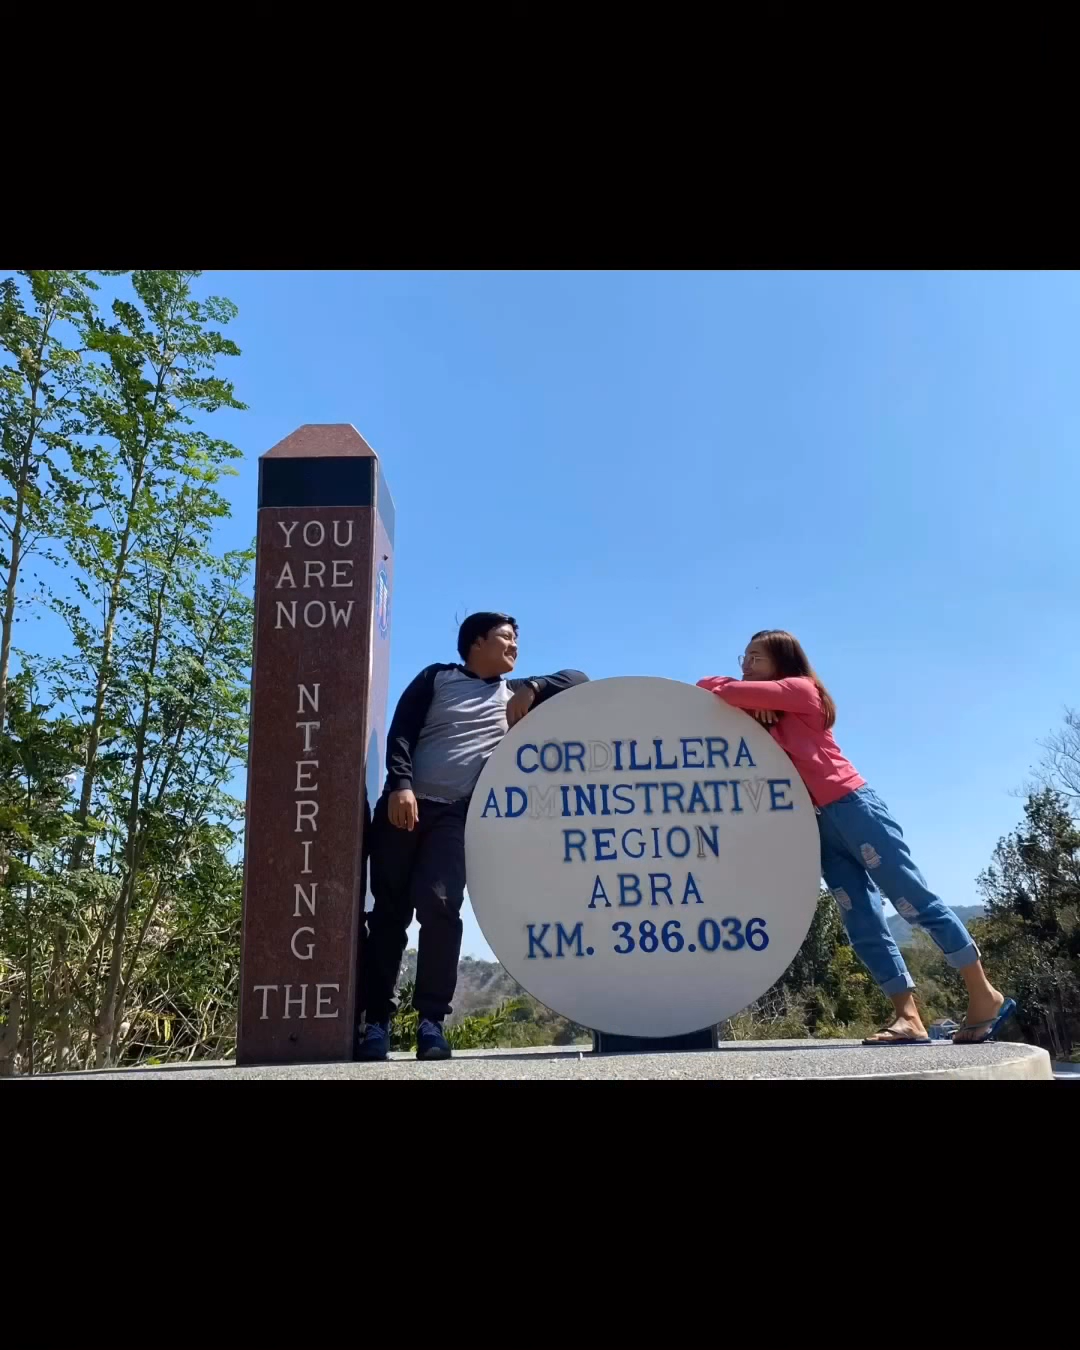 YOU
ARE
NOW
NTERING
THE
CORDILLERA
ADMINISTRATIVE
REGION
ABRA
KM. 386.036